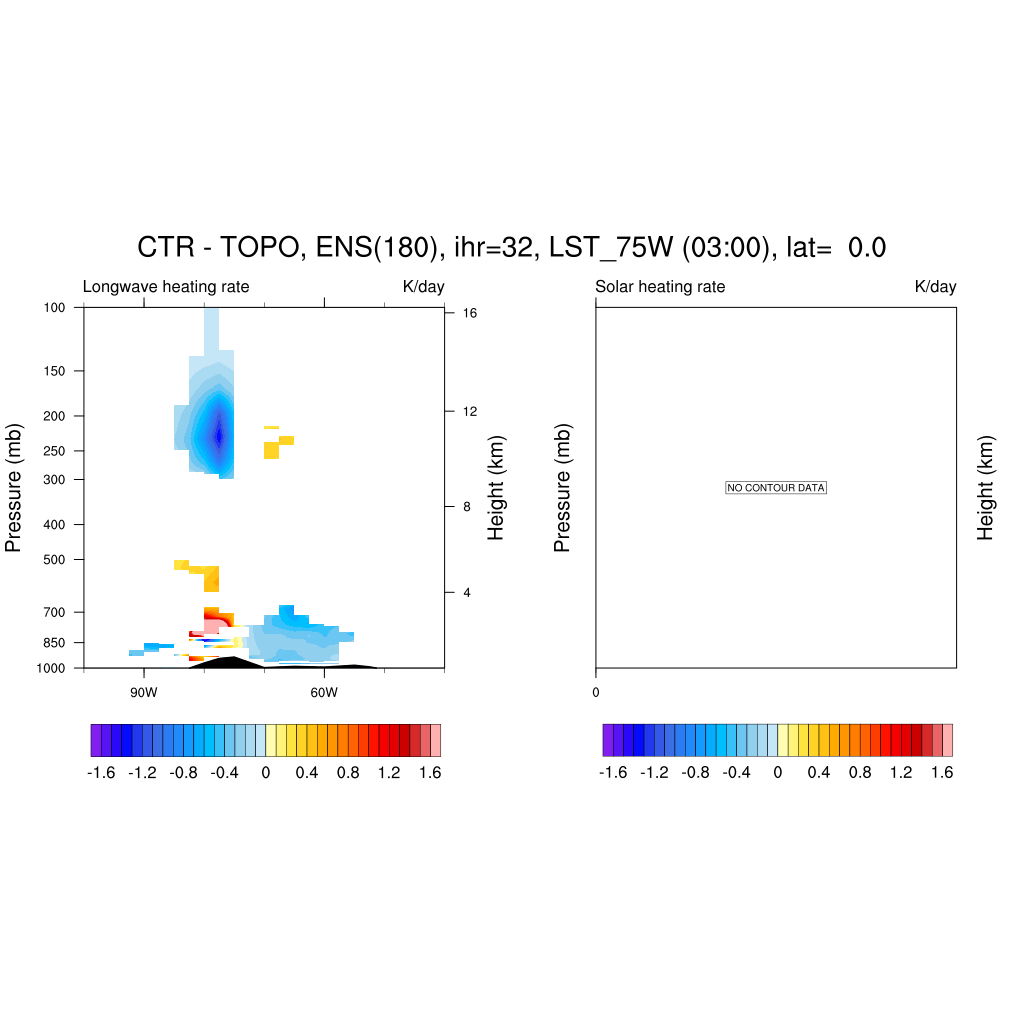 CTR - TOPO, ENS(180), ihr=32, LST_75W (03:00), lat=  0.0
Longwave heating rate K/day
Solar heating rate K/day
Pressure (mb)
100
150
200
250
300
400
500
700
850
1000
16
12
8
4
Height (km)
90W 60W
Pressure (mb)
NO CONTOUR DATA
Height (km)
0
-1.6 -1.2 -0.8 -0.4 0 0.4 0.8 1.2 1.6
-1.6 -1.2 -0.8 -0.4 0 0.4 0.8 1.2 1.6